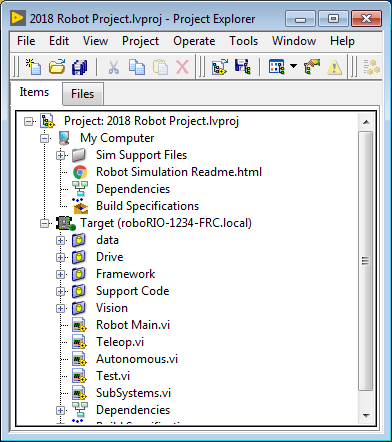 2018 Robot Project.lvproj - Project Explorer
File Edit View Project Operate Tools Window Help
Items Files
Project: 2018 Robot Project.lvproj
My Computer
Sim Support Files
Robot Simulation Readme.html
Dependencies
Build Specifications
Target (roboRIO-1234-FRC.local)
data
Drive
Framework
Support Code
Vision
Robot Main.vi
Teleop.vi
Autonomous.vi
Test.vi
SubSystems.vi
Dependencies
Build Specifications